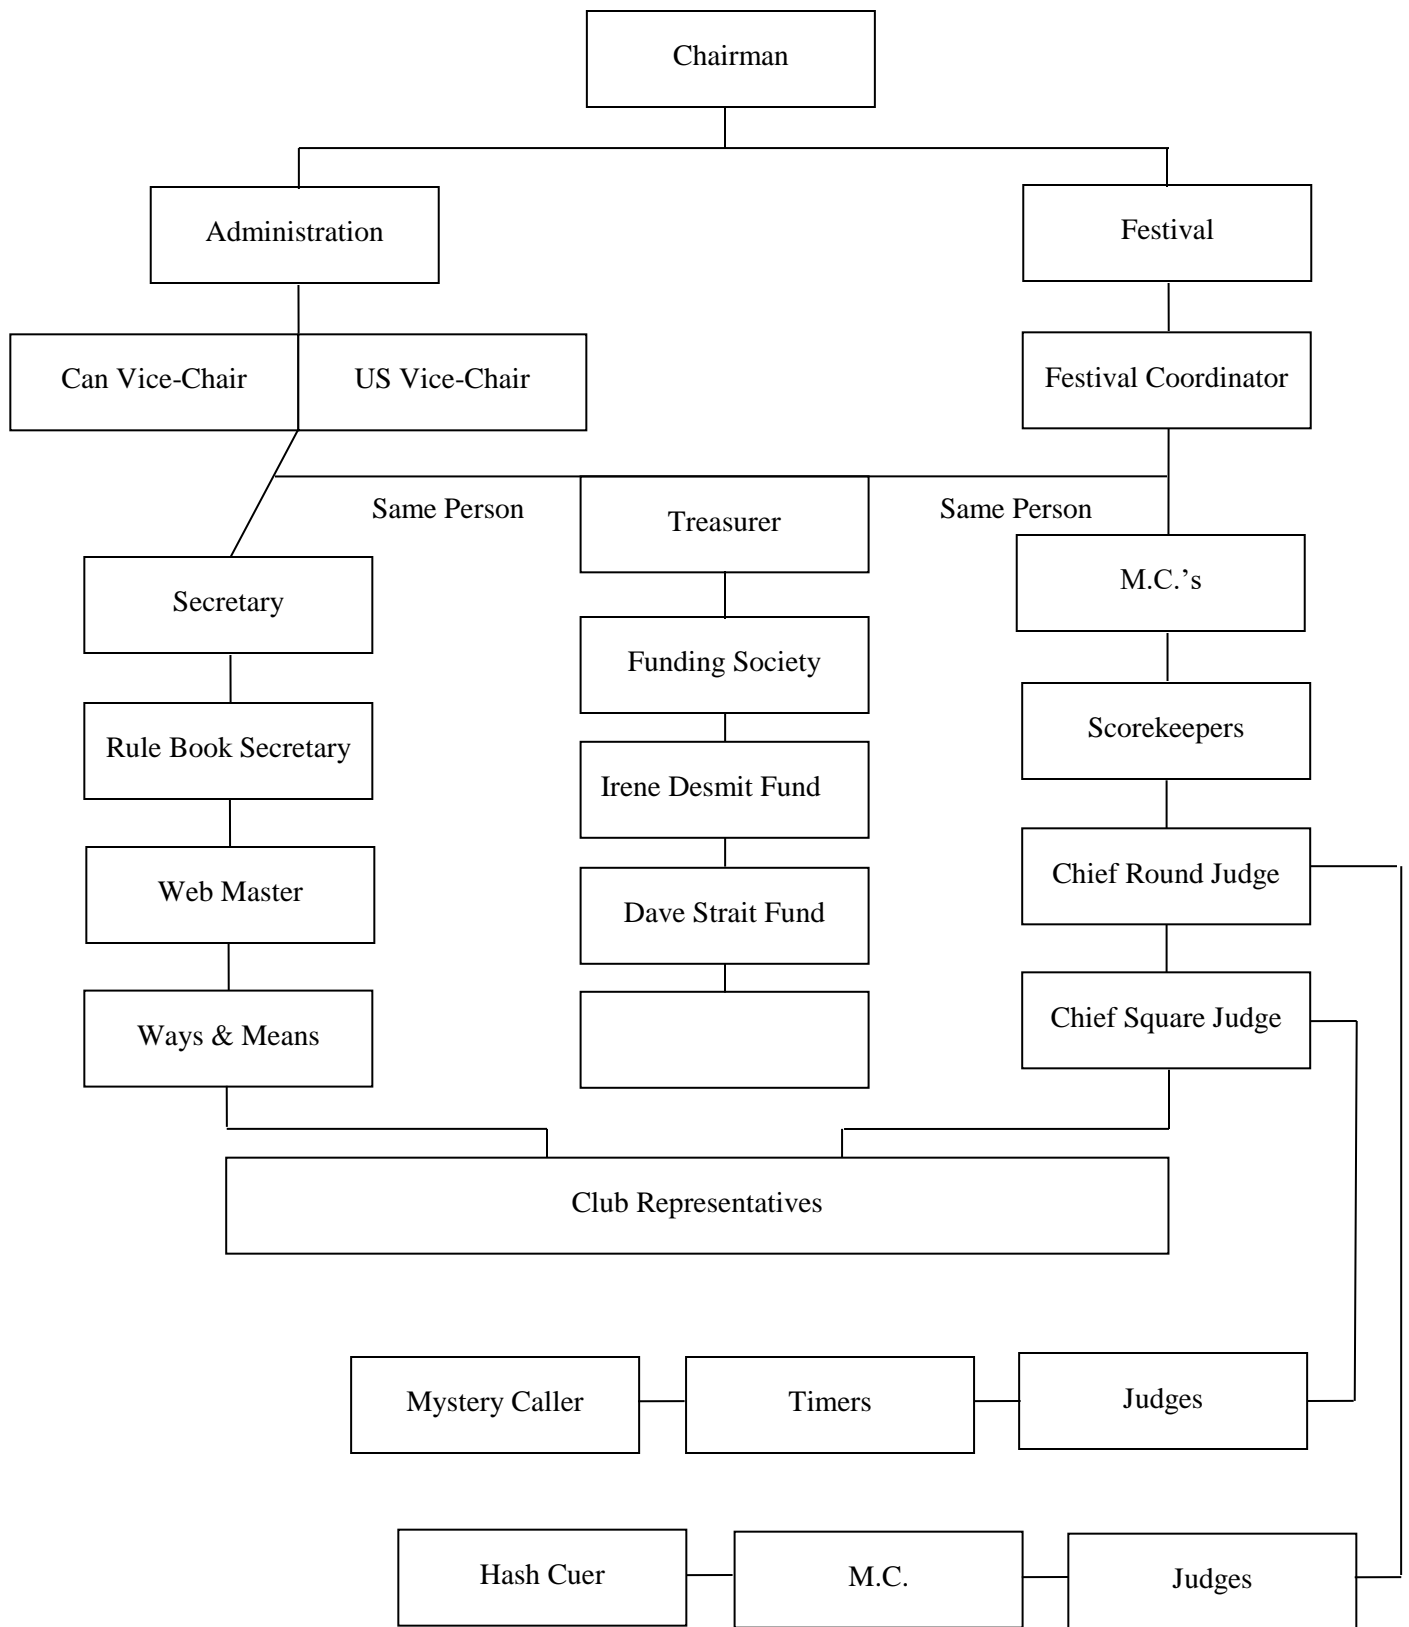 Chairman
Administration
Festival
Can Vice-Chair
US Vice-Chair
Festival Coordinator
Same Person
Treasurer
Same Person
Secretary
M.C.’s
Funding Society
Rule Book Secretary
Scorekeepers
Irene Desmit Fund
Web Master
Chief Round Judge
Dave Strait Fund
Ways & Means
Chief Square Judge
Club Representatives
Mystery Caller
Timers
Judges
Hash Cuer
M.C.
Judges